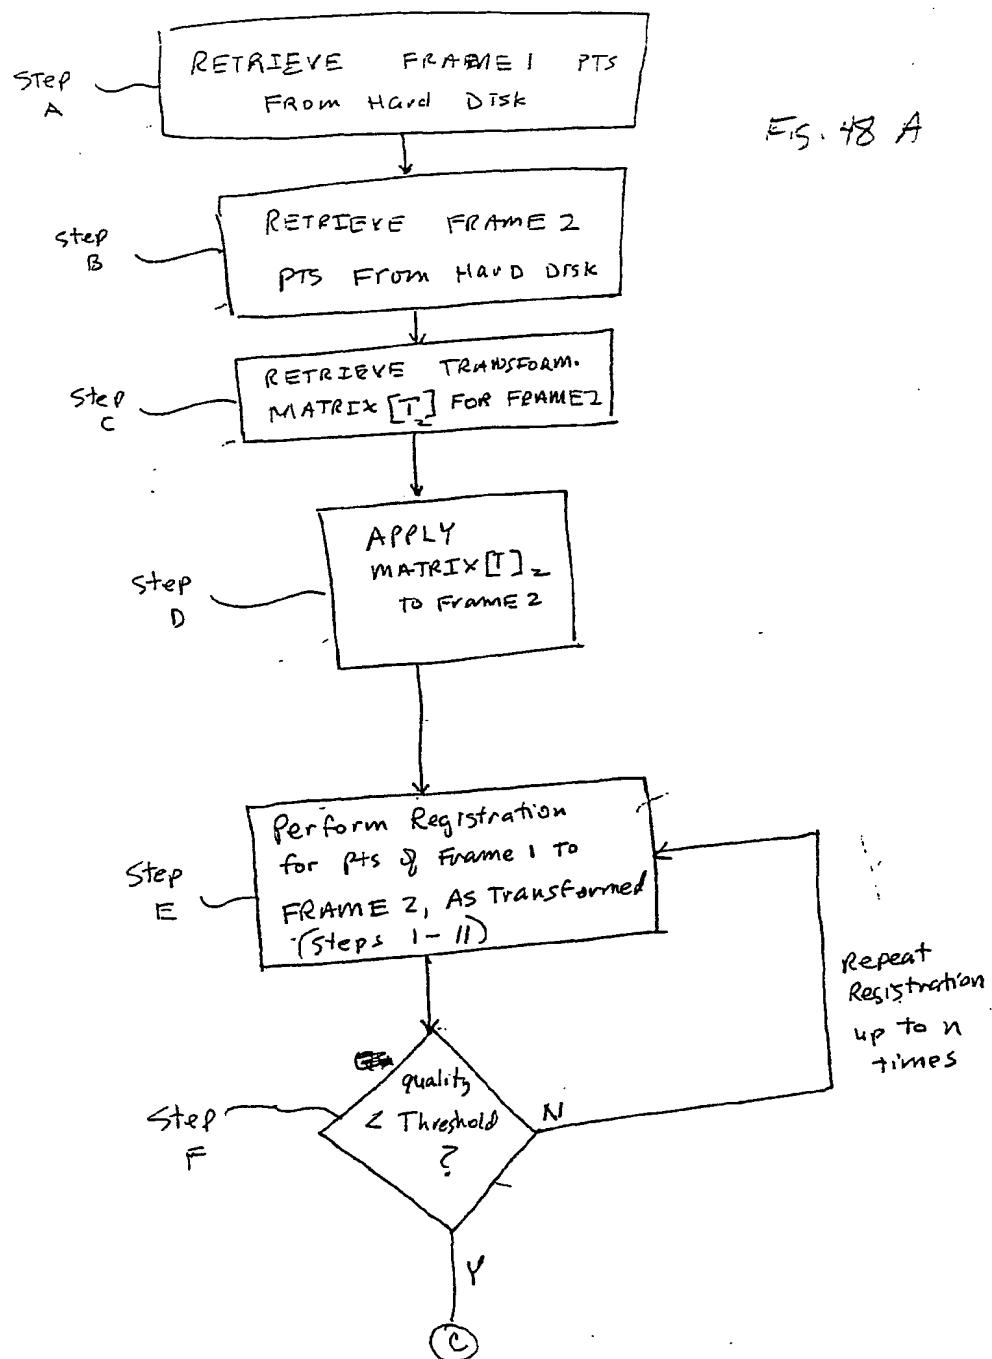 Step
A
RETRIEVE FRAME 1 PTS
FROM Hard DISK
Fig. 48 A
Step
B
RETRIEVE FRAME 2
PTS FROM HARD DISK
Step
C
RETRIEVE TRANSFORM.
MATRIX [T2] FOR FRAME2
Step
D
APPLY
MATRIX [T]2
TO Frame 2
Step
E
Perform Registration
for pts of Frame 1 TO
FRAME 2, AS Transformed
(Steps 1-11)
Repeat
Registration
up to n
times
Step
F
quality
< Threshold
?
N
Y
C